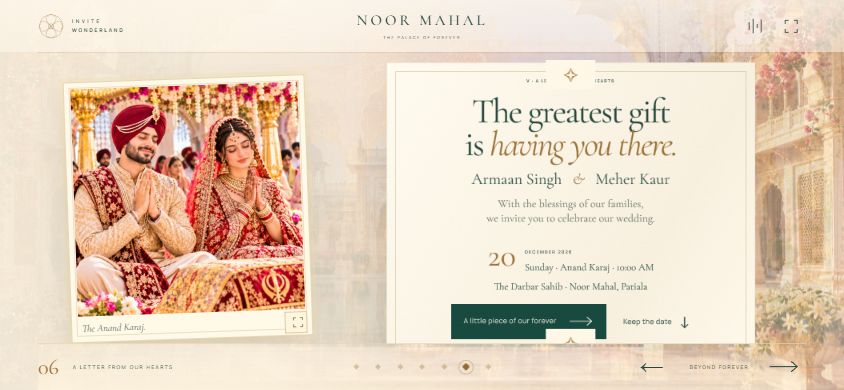 INVITE
WONDERLAND
NOOR MAHAL
THE PALACE OF FOREVER
The Anand Karaj.
HEARTS
The greatest gift
is having you there.
Armaan Singh & Meher Kaur
With the blessings of our families,
we invite you to celebrate our wedding.
20
DECEMBER 2026
Sunday · Anand Karaj · 10:00 AM
The Darbar Sahib · Noor Mahal, Patiala
A little piece of our forever
Keep the date
06
A LETTER FROM OUR HEARTS
BEYOND FOREVER